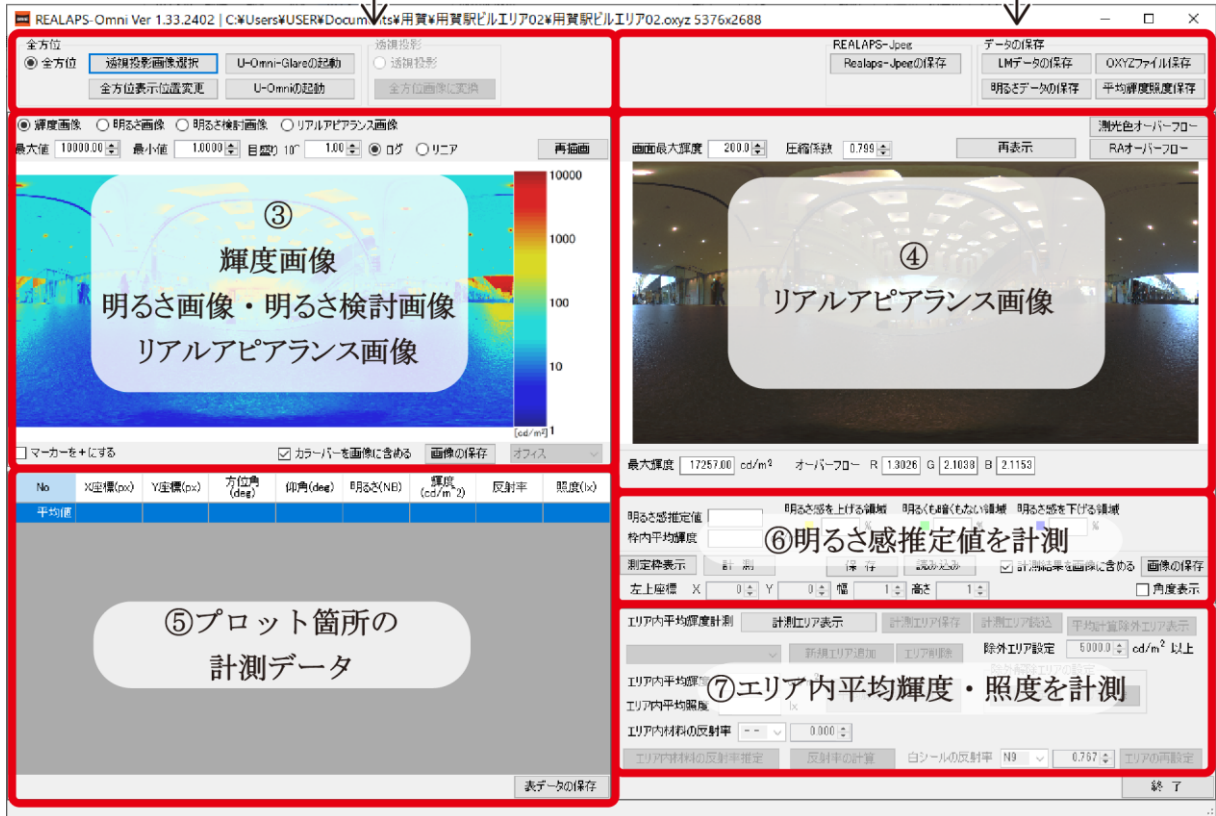 REALAPS-Omni Ver 1.33.2402 | C:¥Users¥USER¥Documents¥用賀¥用賀駅ビルエリア02¥用賀駅ビルエリア02.oxyz 5376x2688
全方位
透視投影
REALAPS-Jpeg
データの保存
全方位 透視投影画像選択 U-Omni-Glareの起動 透視投影 Realaps-Jpegの保存 LMデータの保存 OXYZファイル保存
全方位表示位置変更 U-Omniの起動 全方位画像に変換 明るさデータの保存 平均輝度照度保存
輝度画像 明るさ画像 明るさ検討画像 リアルアピアランス画像
最大値 10000.00 最小値 1.0000 目盛り 10^ 1.00 ログ リニア 再描画
測光色オーバーフロー
画面最大輝度 200.0 圧縮係数 0.799 再表示 RAオーバーフロー
10000
1000
100
10
1
[cd/m²]
③
輝度画像
明るさ画像・明るさ検討画像
リアルアピアランス画像
④
リアルアピアランス画像
マーカーを+にする カラーバーを画像に含める 画像の保存 オフィス
最大輝度 17257.00 cd/m² オーバーフロー R 1.3026 G 2.1038 B 2.1153
No X座標(px) Y座標(px) 方位角(deg) 仰角(deg) 明るさ(NB) 輝度(cd/m^2) 反射率 照度(lx)
平均値
⑤プロット箇所の
計測データ
表データの保存
明るさ感推定値 明るさ感を上げる領域 明るくも暗くもない領域 明るさ感を下げる領域
枠内平均輝度 % %
⑥明るさ感推定値を計測
測定枠表示 計 測 保 存 読み込み 計測結果を画像に含める 画像の保存
左上座標 X 0 Y 0 幅 1 高さ 1 角度表示
エリア内平均輝度計測 計測エリア表示 計測エリア保存 計測エリア読込 平均計算除外エリア表示
新規エリア追加 エリア削除 除外エリア設定 5000.0 cd/m² 以上
エリア内平均輝度
⑦エリア内平均輝度・照度を計測
エリア内平均照度 lx
エリア内材料の反射率 -- 0.000
エリア内材料の反射率推定 反射率の計算 白シールの反射率 N9 0.767 エリアの再設定
終 了